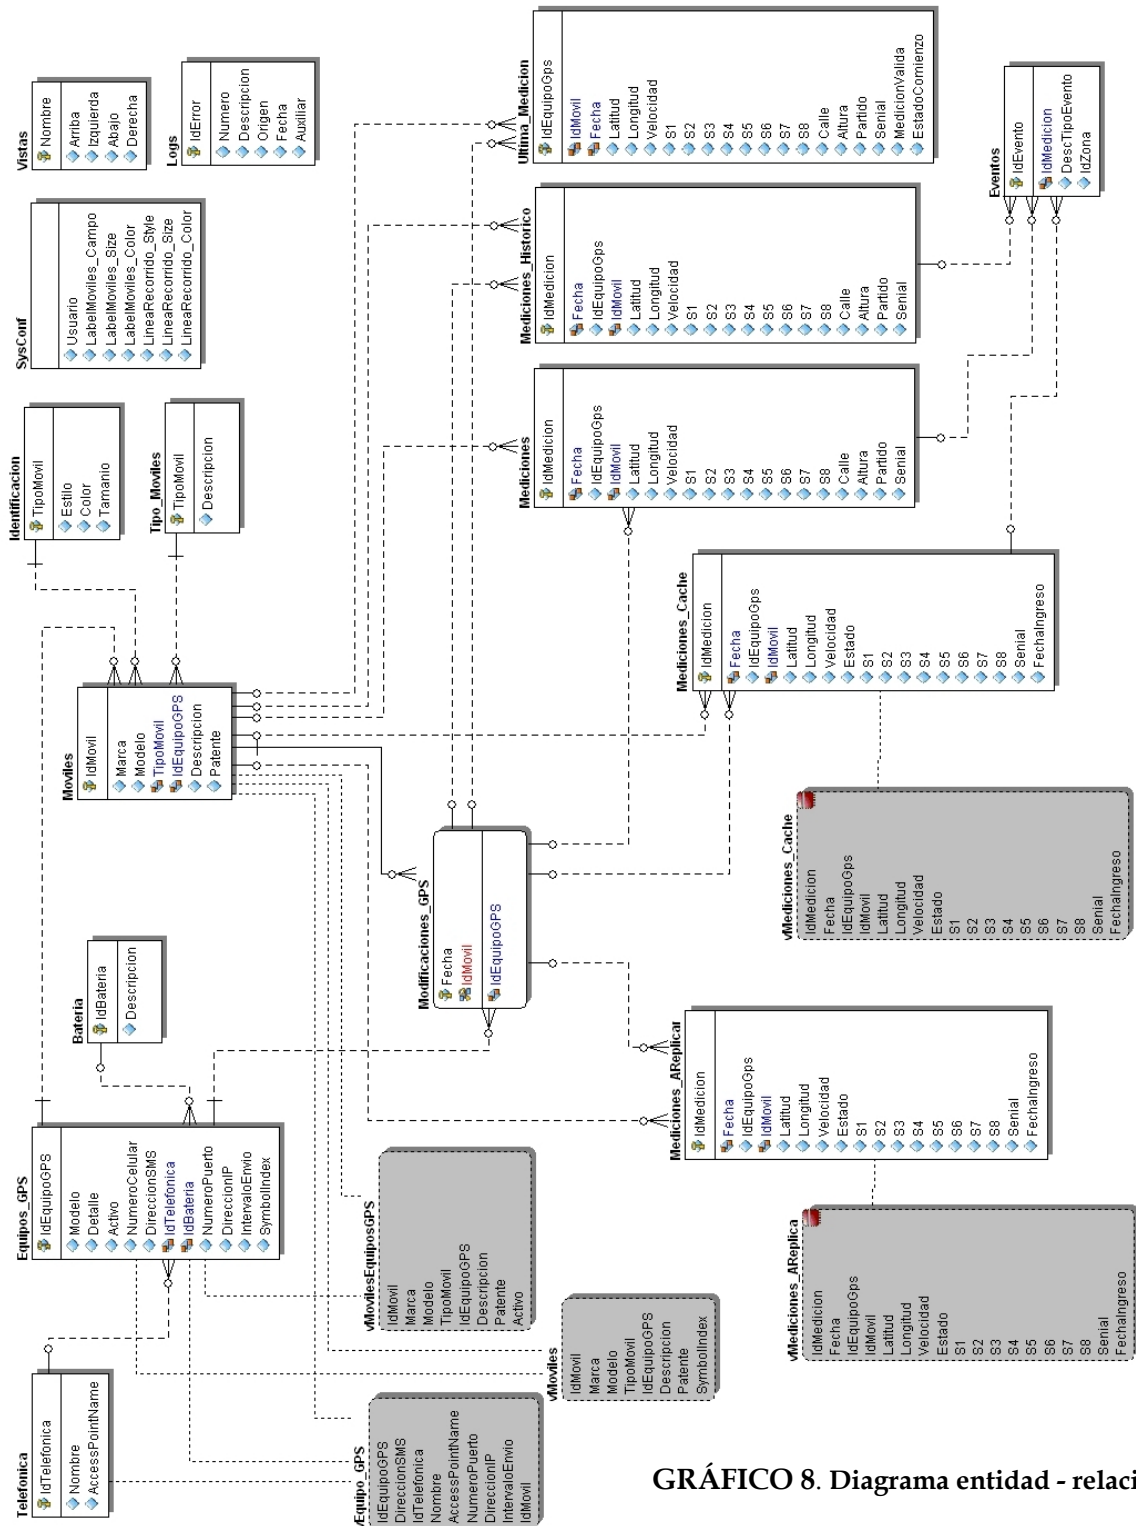 Telefonica
IdTelefonica
Nombre
AccessPointName
Equipos_GPS
IdEquipoGPS
Modelo
Detalle
Activo
NumeroCelular
DireccionSMS
IdTelefonica
IdBateria
NumeroPuerto
DireccionIP
IntervaloEnvio
SymbolIndex
Bateria
IdBateria
Descripcion
Moviles
IdMovil
Marca
Modelo
TipoMovil
IdEquipoGPS
Descripcion
Patente
Identificacion
TipoMovil
Estilo
Color
Tamanio
Tipo_Moviles
TipoMovil
Descripcion
SysConf
Usuario
LabelMoviles_Campo
LabelMoviles_Size
LabelMoviles_Color
LineaRecorrido_Style
LineaRecorrido_Size
LineaRecorrido_Color
Vistas
Nombre
Arriba
Izquierda
Abajo
Derecha
Logs
IdError
Numero
Descripcion
Origen
Fecha
Auxiliar
vEquipo_GPS
IdEquipoGPS
DireccionSMS
IdTelefonica
Nombre
AccessPointName
NumeroPuerto
DireccionIP
IntervaloEnvio
IdMovil
vMovilesEquiposGPS
IdMovil
Marca
Modelo
TipoMovil
IdEquipoGPS
Descripcion
Patente
Activo
vMoviles
IdMovil
Marca
Modelo
TipoMovil
IdEquipoGPS
Descripcion
Patente
SymbolIndex
Modificaciones_GPS
Fecha
IdMovil
IdEquipoGPS
Mediciones
IdMedicion
Fecha
IdEquipoGps
IdMovil
Latitud
Longitud
Velocidad
S1
S2
S3
S4
S5
S6
S7
S8
Calle
Altura
Partido
Senial
Mediciones_Historico
IdMedicion
Fecha
IdEquipoGps
IdMovil
Latitud
Longitud
Velocidad
S1
S2
S3
S4
S5
S6
S7
S8
Calle
Altura
Partido
Senial
Ultima_Medicion
IdEquipoGps
IdMovil
Fecha
Latitud
Longitud
Velocidad
S1
S2
S3
S4
S5
S6
S7
S8
Calle
Altura
Partido
Senial
MedicionValida
EstadoComienzo
Mediciones_AReplicar
IdMedicion
Fecha
IdEquipoGps
IdMovil
Latitud
Longitud
Velocidad
Estado
S1
S2
S3
S4
S5
S6
S7
S8
Senial
FechaIngreso
Mediciones_Cache
IdMedicion
Fecha
IdEquipoGps
IdMovil
Latitud
Longitud
Velocidad
Estado
S1
S2
S3
S4
S5
S6
S7
S8
Senial
FechaIngreso
Eventos
IdEvento
IdMedicion
DescTipoEvento
IdZona
vMediciones_AReplica
IdMedicion
Fecha
IdEquipoGps
IdMovil
Latitud
Longitud
Velocidad
Estado
S1
S2
S3
S4
S5
S6
S7
S8
Senial
FechaIngreso
vMediciones_Cache
IdMedicion
Fecha
IdEquipoGps
IdMovil
Latitud
Longitud
Velocidad
Estado
S1
S2
S3
S4
S5
S6
S7
S8
Senial
FechaIngreso
GRÁFICO 8. Diagrama entidad - relaci